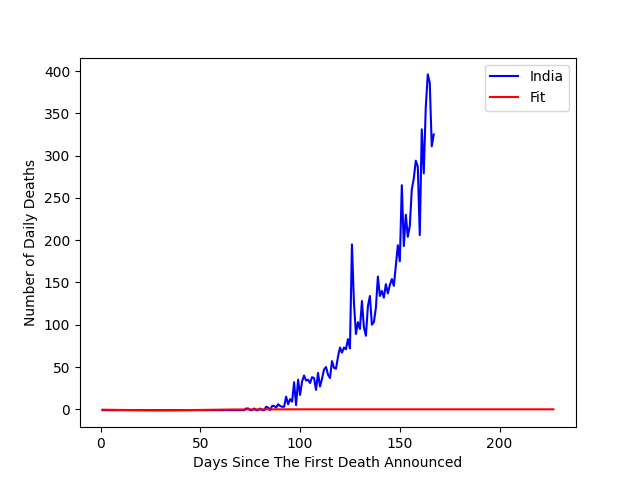 India
Fit
Number of Daily Deaths
400
350
300
250
200
150
100
50
0
0 50 100 150 200
Days Since The First Death Announced